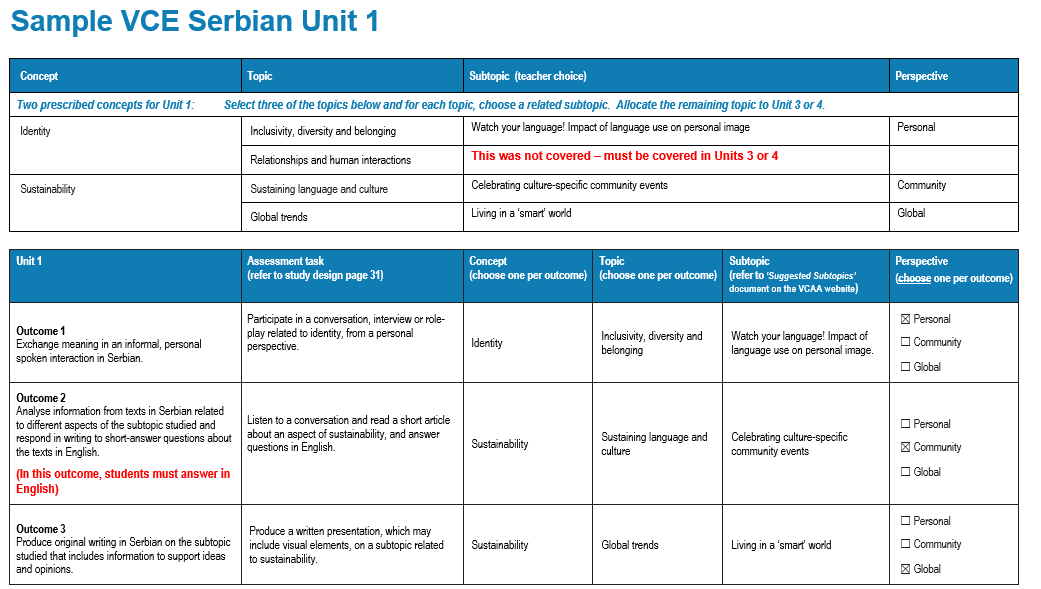 Sample VCE Serbian Unit 1
Concept Topic Subtopic (teacher choice) Perspective
Two prescribed concepts for Unit 1: Select three of the topics below and for each topic, choose a related subtopic. Allocate the remaining topic to Unit 3 or 4.
Identity Inclusivity, diversity and belonging Watch your language! Impact of language use on personal image Personal
Relationships and human interactions This was not covered – must be covered in Units 3 or 4
Sustainability Sustaining language and culture Celebrating culture-specific community events Community
Global trends Living in a ‘smart’ world Global
Unit 1
Assessment task
(refer to study design page 31)
Concept
(choose one per outcome)
Topic
(choose one per outcome)
Subtopic
(refer to ‘Suggested Subtopics’
document on the VCAA website)
Perspective
(choose one per outcome)
Outcome 1
Exchange meaning in an informal, personal
spoken interaction in Serbian.
Participate in a conversation, interview or role-
play related to identity, from a personal
perspective.
Identity
Inclusivity, diversity and
belonging
Watch your language! Impact of
language use on personal image.
☒ Personal
☐ Community
☐ Global
Outcome 2
Analyse information from texts in Serbian related
to different aspects of the subtopic studied and
respond in writing to short-answer questions about
the texts in English.
(In this outcome, students must answer in
English)
Listen to a conversation and read a short article
about an aspect of sustainability, and answer
questions in English.
Sustainability
Sustaining language and
culture
Celebrating culture-specific
community events
☐ Personal
☒ Community
☐ Global
Outcome 3
Produce original writing in Serbian on the subtopic
studied that includes information to support ideas
and opinions.
Produce a written presentation, which may
include visual elements, on a subtopic related
to sustainability.
Sustainability
Global trends
Living in a ‘smart’ world
☐ Personal
☐ Community
☒ Global